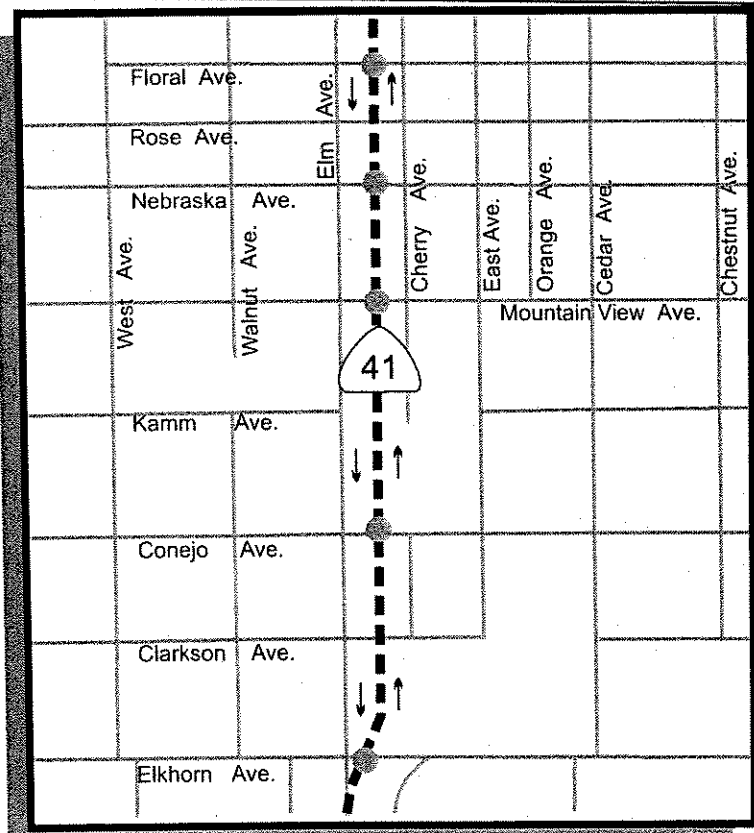 Floral Ave.
Rose Ave.
Elm Ave.
Nebraska Ave.
West Ave.
Walnut Ave.
Cherry Ave.
East Ave.
Orange Ave.
Cedar Ave.
Chestnut Ave.
Mountain View Ave.
41
Kamm Ave.
Conejo Ave.
Clarkson Ave.
Elkhorn Ave.